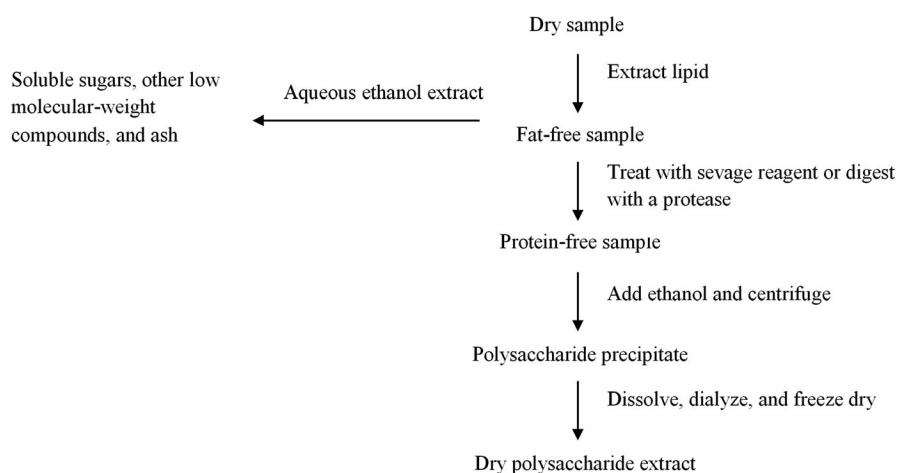 Dry sample
Extract lipid
Soluble sugars, other low
molecular-weight
compounds, and ash
Aqueous ethanol extract
Fat-free sample
Treat with sevage reagent or digest
with a protease
Protein-free sample
Add ethanol and centrifuge
Polysaccharide precipitate
Dissolve, dialyze, and freeze dry
Dry polysaccharide extract